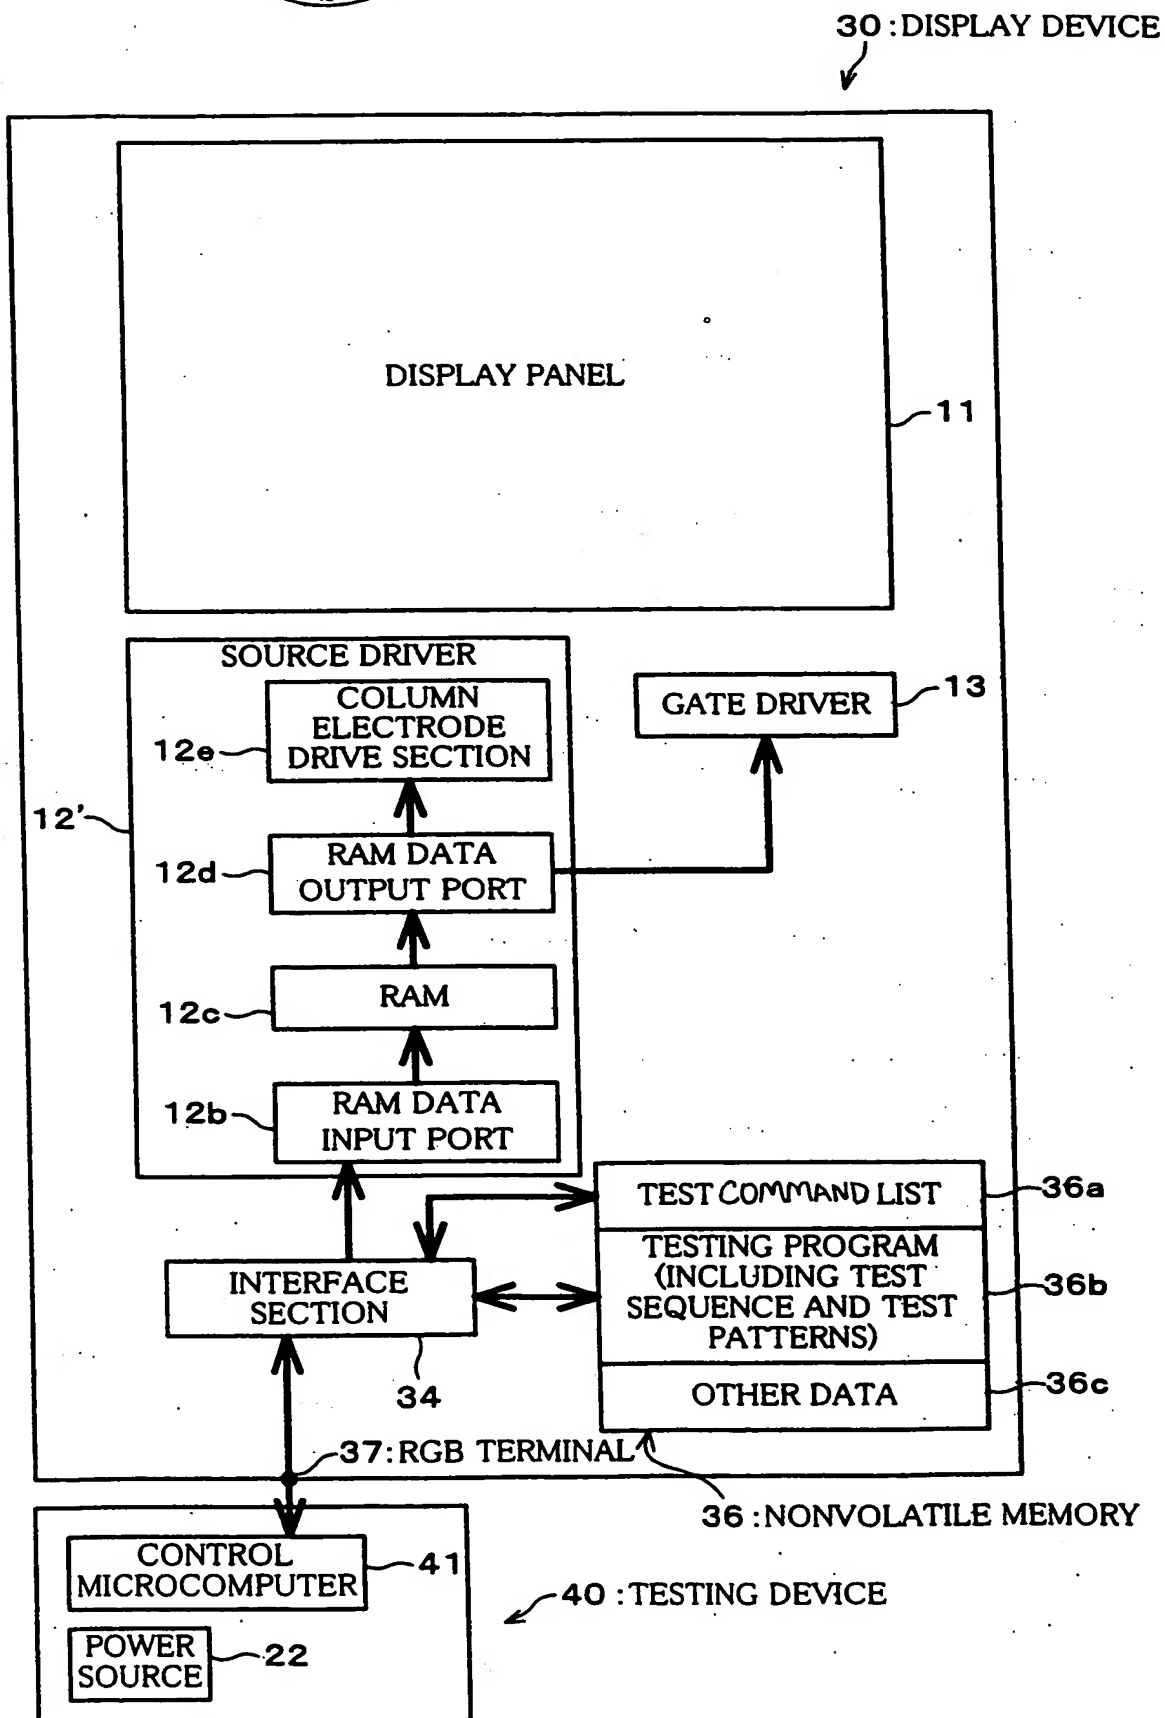 30 : DISPLAY DEVICE
DISPLAY PANEL
11
SOURCE DRIVER
COLUMN
ELECTRODE
DRIVE SECTION
12e
GATE DRIVER
13
12'
RAM DATA
OUTPUT PORT
12d
RAM
12c
RAM DATA
INPUT PORT
12b
TEST COMMAND LIST
36a
TESTING PROGRAM
(INCLUDING TEST
SEQUENCE AND TEST
PATTERNS)
36b
INTERFACE
SECTION
34
OTHER DATA
36c
37 : RGB TERMINAL
36 : NONVOLATILE MEMORY
CONTROL
MICROCOMPUTER
41
40 : TESTING DEVICE
POWER
SOURCE
22